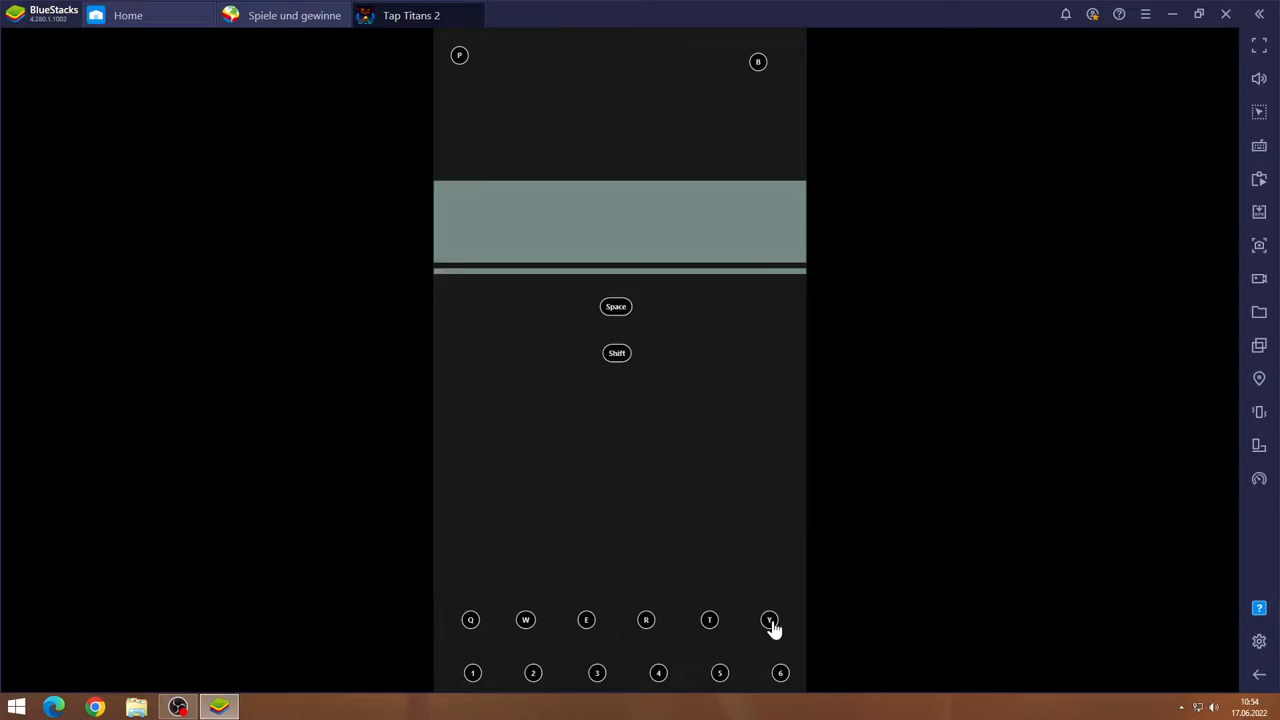 BlueStacks
4.280.1.1002
Home
Spiele und gewinne
Tap Titans 2
P
B
Space
Shift
Q W E R T Y
1 2 3 4 5 6
10:54
17.06.2022